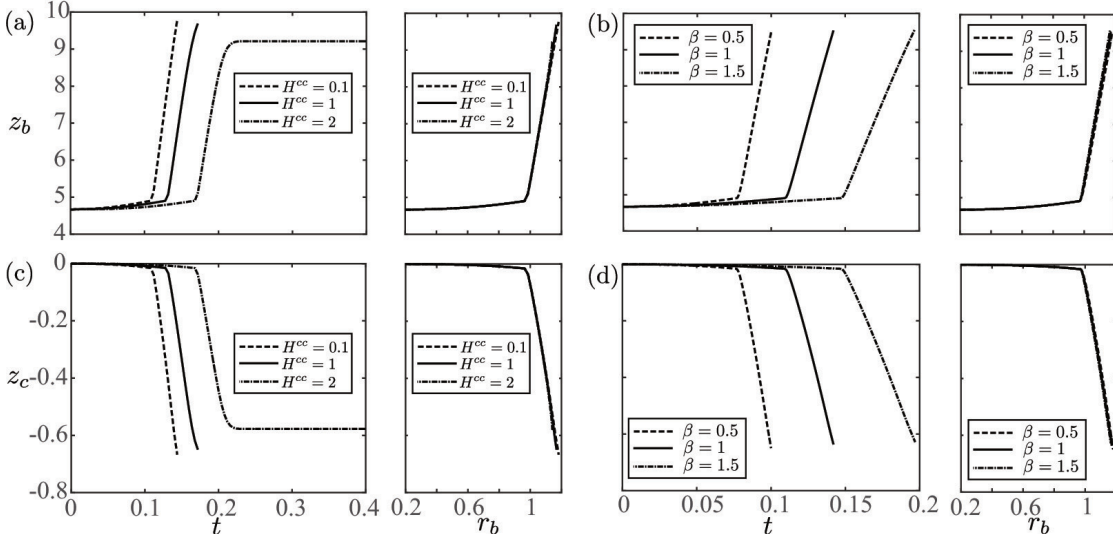 (a)
10
9
8
z_b
7
6
5
4
H^{cc} = 0.1
H^{cc} = 1
H^{cc} = 2
H^{cc} = 0.1
H^{cc} = 1
H^{cc} = 2
(b)
β = 0.5
β = 1
β = 1.5
β = 0.5
β = 1
β = 1.5
(c)
0
-0.2
z_c
-0.4
-0.6
-0.8
H^{cc} = 0.1
H^{cc} = 1
H^{cc} = 2
0 0.1 0.2 0.3 0.4
t
H^{cc} = 0.1
H^{cc} = 1
H^{cc} = 2
0.2 0.6 1
r_b
(d)
β = 0.5
β = 1
β = 1.5
0 0.05 0.1 0.15 0.2
t
β = 0.5
β = 1
β = 1.5
0.2 0.6 1
r_b